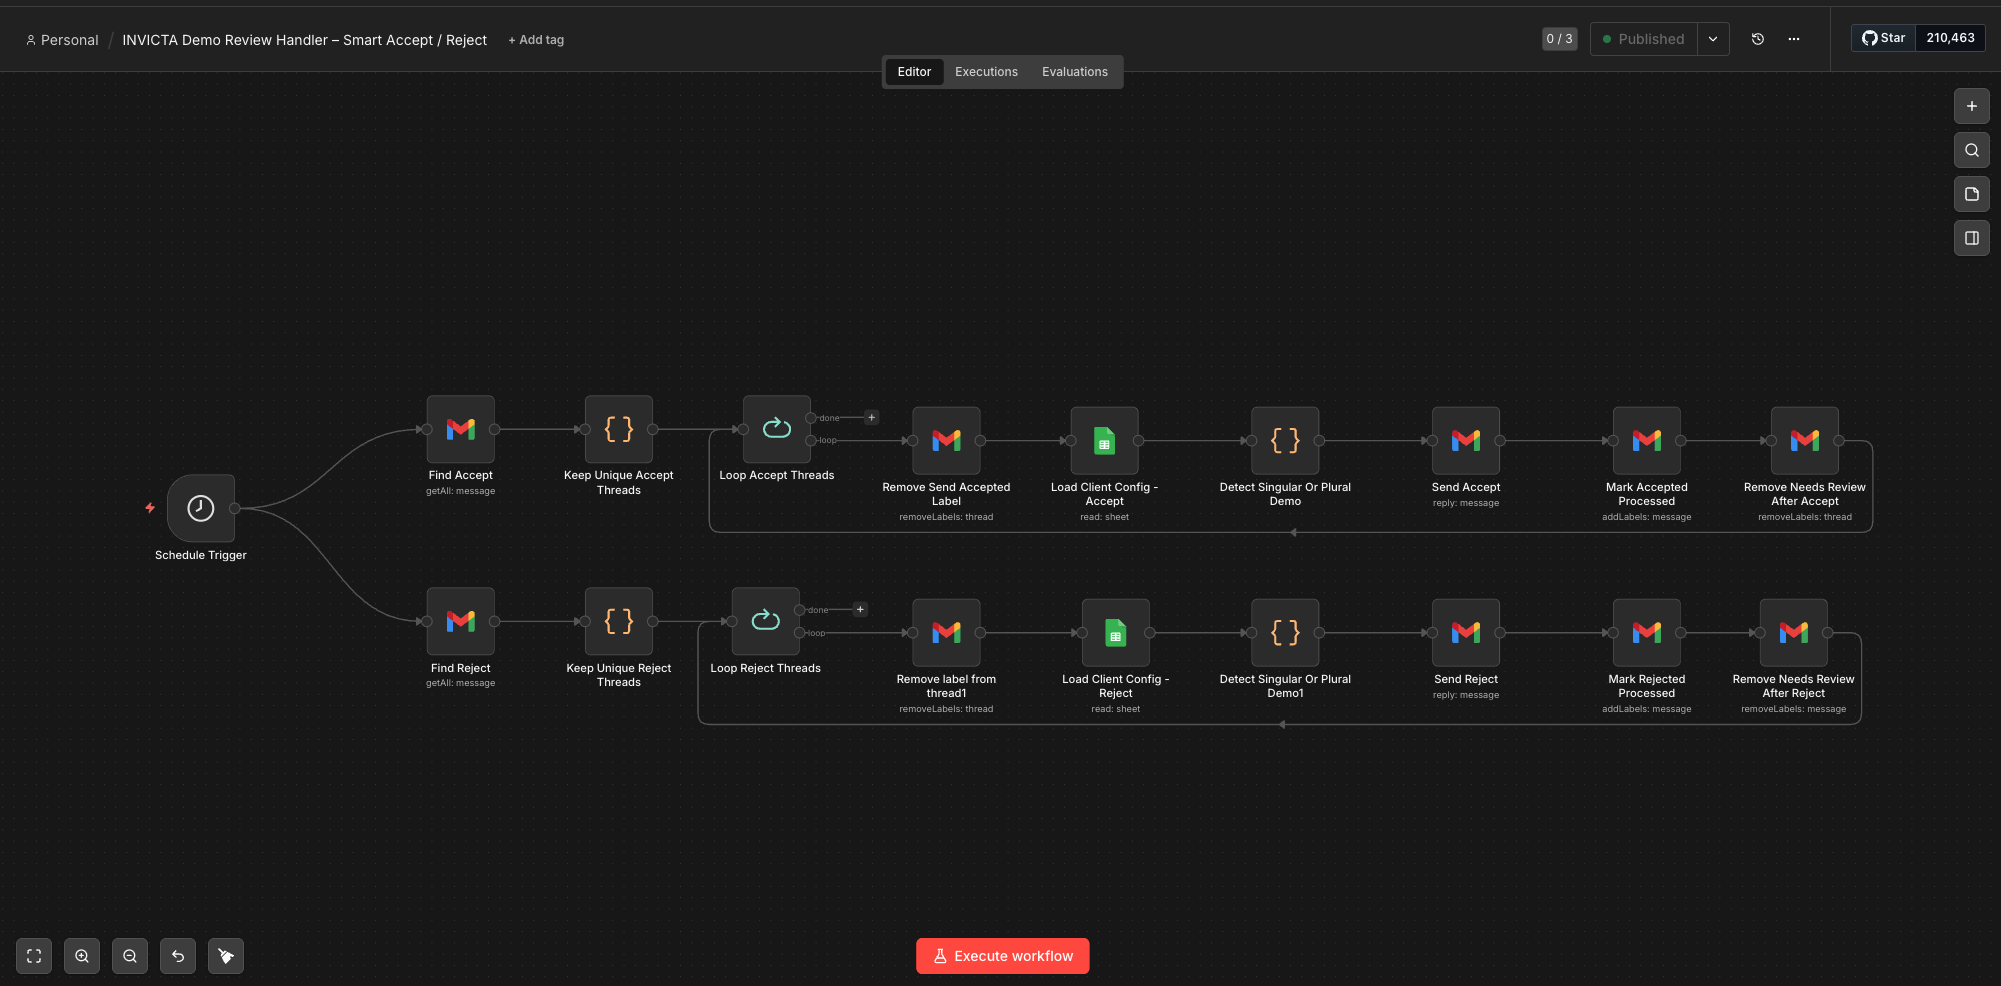 Personal / INVICTA Demo Review Handler – Smart Accept / Reject + Add tag
0 / 3
Published
Star 210,463
Editor Executions Evaluations
Schedule Trigger
Find Accept
getAll: message
Keep Unique Accept
Threads
Loop Accept Threads
done
loop
Remove Send Accepted
Label
removeLabels: thread
Load Client Config -
Accept
read: sheet
Detect Singular Or Plural
Demo
Send Accept
reply: message
Mark Accepted
Processed
addLabels: message
Remove Needs Review
After Accept
removeLabels: thread
Find Reject
getAll: message
Keep Unique Reject
Threads
Loop Reject Threads
done
loop
Remove label from
thread1
removeLabels: thread
Load Client Config -
Reject
read: sheet
Detect Singular Or Plural
Demo1
Send Reject
reply: message
Mark Rejected
Processed
addLabels: message
Remove Needs Review
After Reject
removeLabels: message
Execute workflow